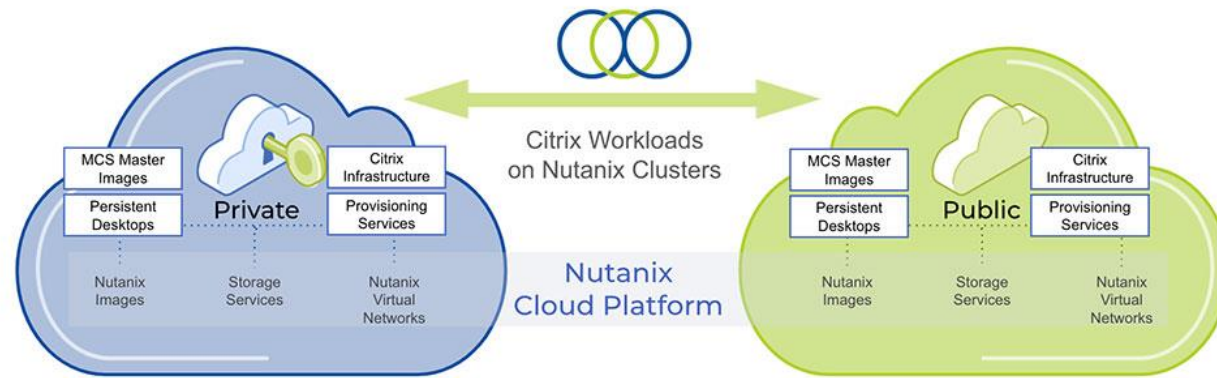 Citrix Workloads
on Nutanix Clusters
MCS Master
Images
Citrix
Infrastructure
Persistent
Desktops
Private
Provisioning
Services
Nutanix
Images
Storage
Services
Nutanix
Virtual
Networks
Nutanix
Cloud Platform
MCS Master
Images
Citrix
Infrastructure
Persistent
Desktops
Public
Provisioning
Services
Nutanix
Images
Storage
Services
Nutanix
Virtual
Networks